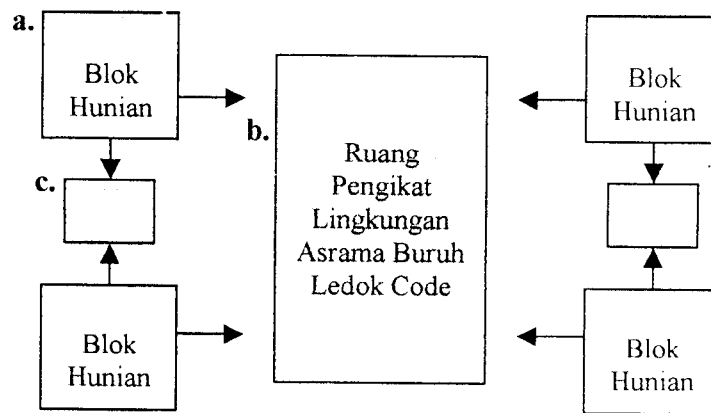 a.
Blok
Hunian
Blok
Hunian
b.
Ruang
Pengikat
Lingkungan
Asrama Buruh
Ledok Code
c.
Blok
Hunian
Blok
Hunian